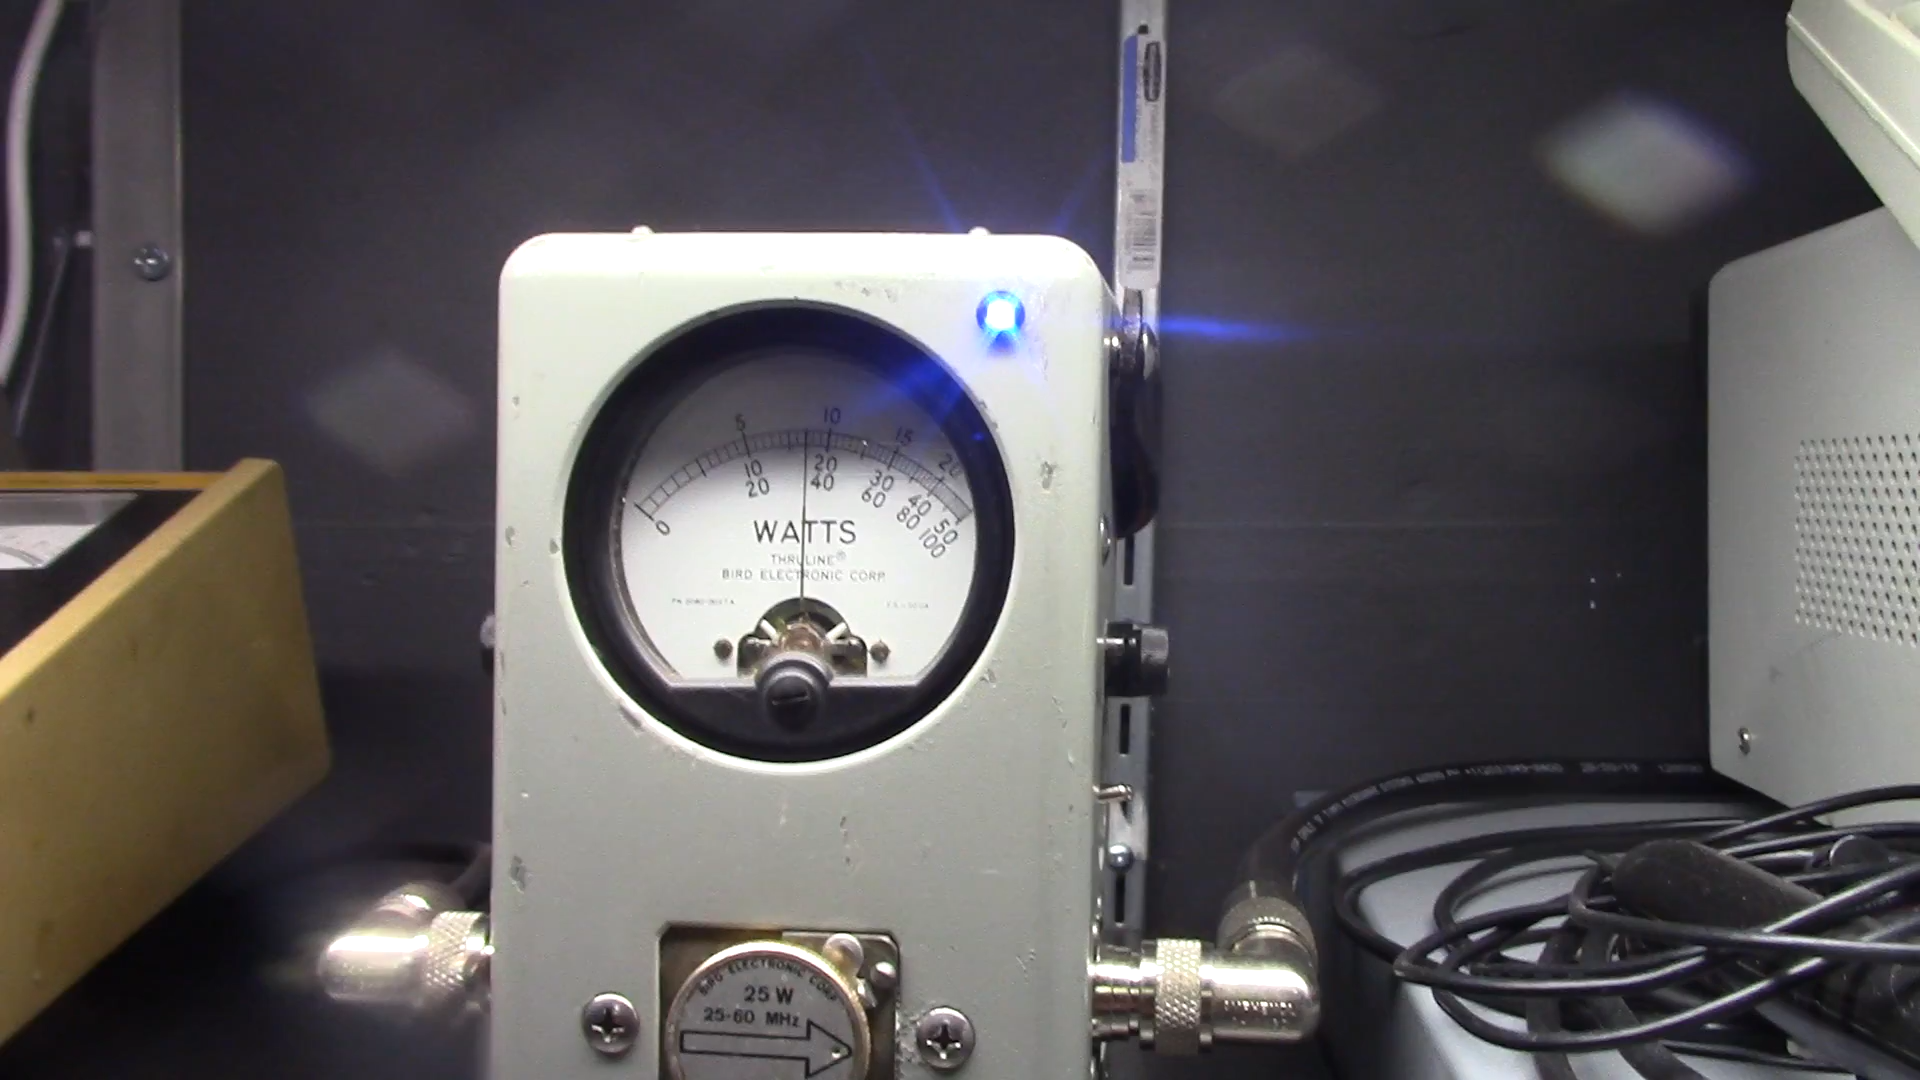 5 10 15 20
10 20 30 40 50
0 20 40 60 80 100
WATTS
THRULINE®
BIRD ELECTRONIC CORP.
BIRD ELECTRONIC CORP.
25 W
25-60 MHz